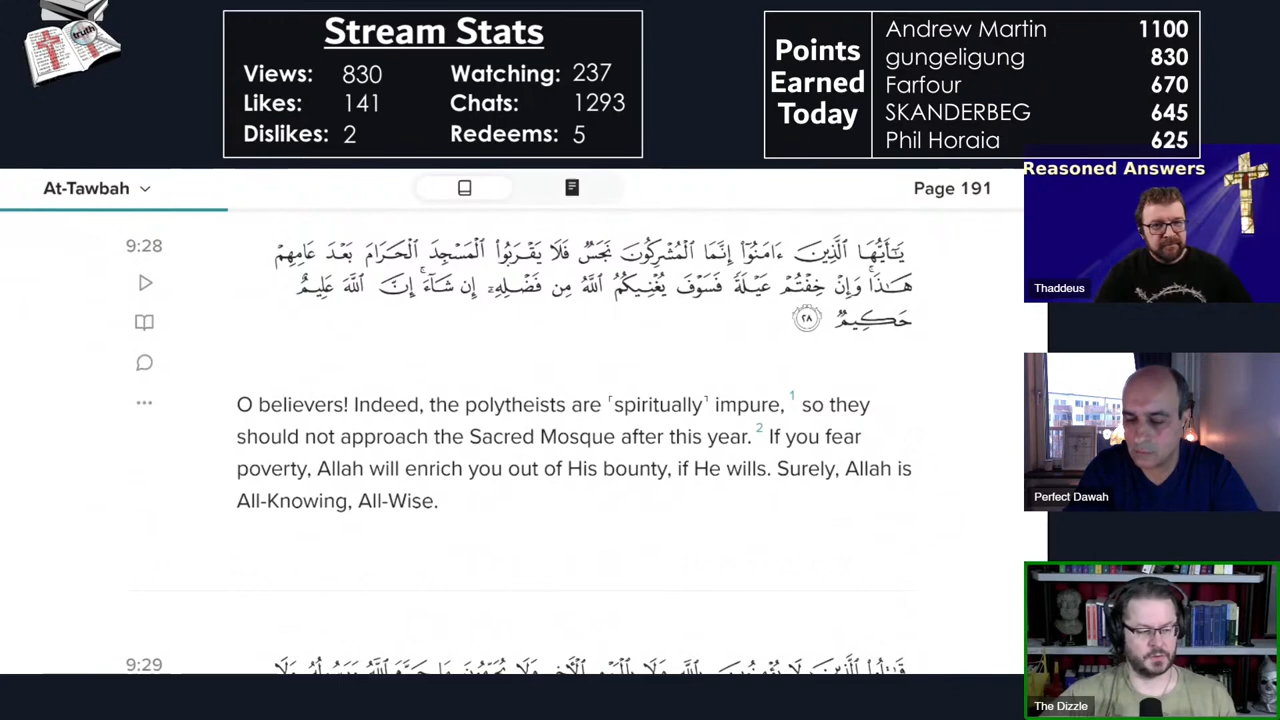 truth
Stream Stats
Views: 830
Watching: 237
Likes: 141
Chats: 1293
Dislikes: 2
Redeems: 5
Points
Earned
Today
Andrew Martin 1100
gungeligung 830
Farfour 670
SKANDERBEG 645
Phil Horaia 625
Reasoned Answers
Thaddeus
Perfect Dawah
The Dizzle
At-Tawbah
Page 191
9:28
يَـٰٓأَيُّهَا ٱلَّذِينَ ءَامَنُوٓا۟ إِنَّمَا ٱلْمُشْرِكُونَ نَجَسٌۭ فَلَا يَقْرَبُوا۟ ٱلْمَسْجِدَ ٱلْحَرَامَ بَعْدَ عَامِهِمْ
هَـٰذَا ۚ وَإِنْ خِفْتُمْ عَيْلَةًۭ فَسَوْفَ يُغْنِيكُمُ ٱللَّهُ مِن فَضْلِهِۦٓ إِن شَآءَ ۚ إِنَّ ٱللَّهَ عَلِيمٌ
حَكِيمٌۭ ٢٨
O believers! Indeed, the polytheists are ˹spiritually˺ impure,1 so they
should not approach the Sacred Mosque after this year.2 If you fear
poverty, Allah will enrich you out of His bounty, if He wills. Surely, Allah is
All-Knowing, All-Wise.
9:29